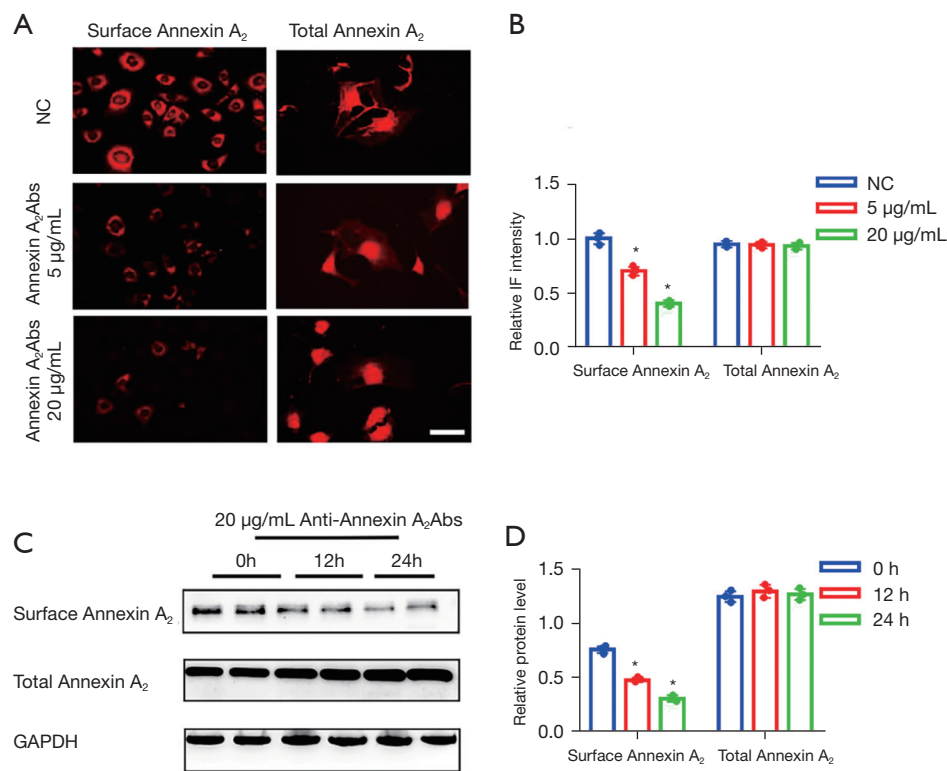 A
Surface Annexin A₂
Total Annexin A₂
NC
Annexin A₂Abs
5 µg/mL
Annexin A₂Abs
20 µg/mL
B
Relative IF intensity
1.5
1.0
0.5
0.0
*
*
Surface Annexin A₂
Total Annexin A₂
NC
5 µg/mL
20 µg/mL
C
20 µg/mL Anti-Annexin A₂Abs
0h
12h
24h
Surface Annexin A₂
Total Annexin A₂
GAPDH
D
Relative protein level
1.5
1.0
0.5
0.0
*
*
Surface Annexin A₂
Total Annexin A₂
0 h
12 h
24 h